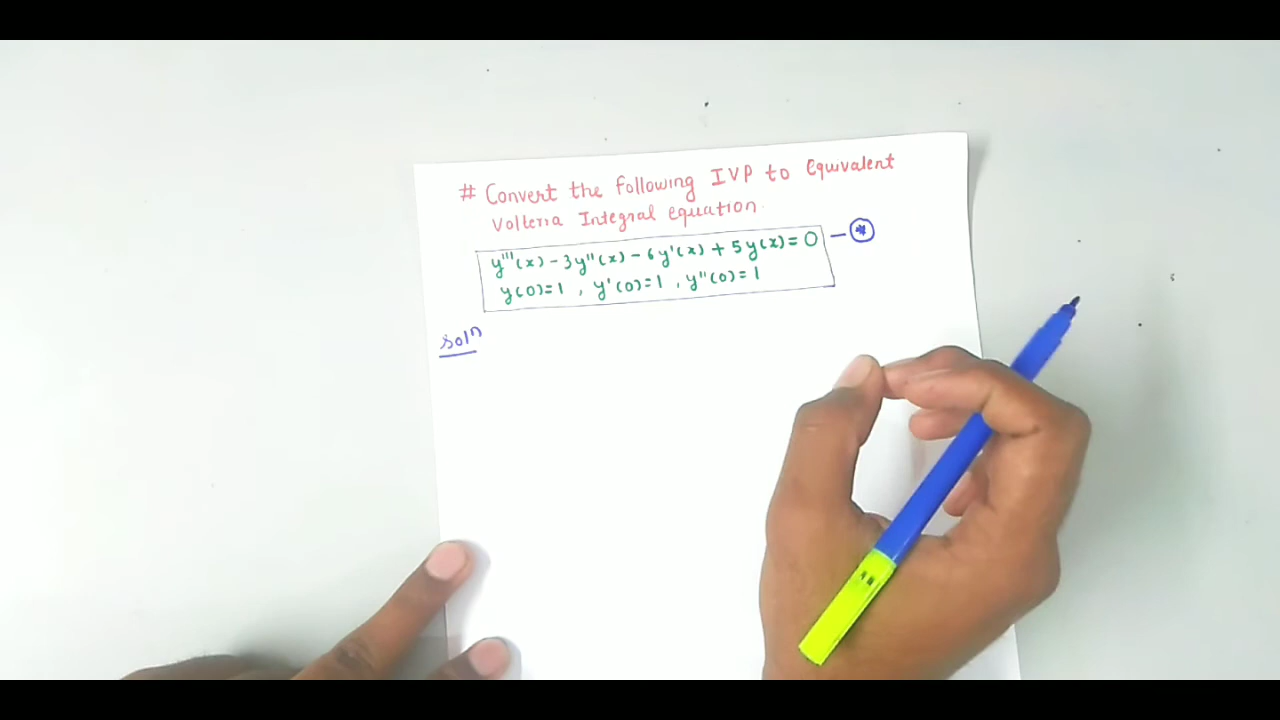 # Convert the following IVP to Equivalent
Volterra Integral equation.
y'''(x) - 3y''(x) - 6y'(x) + 5y(x) = 0 — *
y(0)=1 , y'(0)=1 , y''(0)=1
Soln